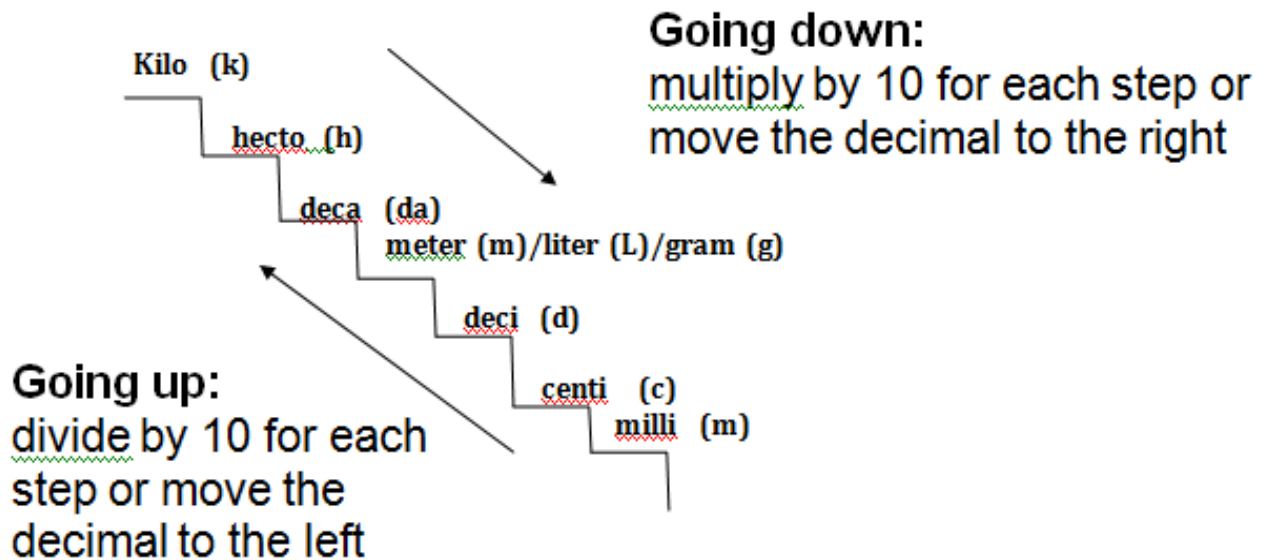 Going down:
multiply by 10 for each step or
move the decimal to the right
Kilo (k)
hecto (h)
deca (da)
meter (m)/liter (L)/gram (g)
deci (d)
centi (c)
milli (m)
Going up:
divide by 10 for each
step or move the
decimal to the left